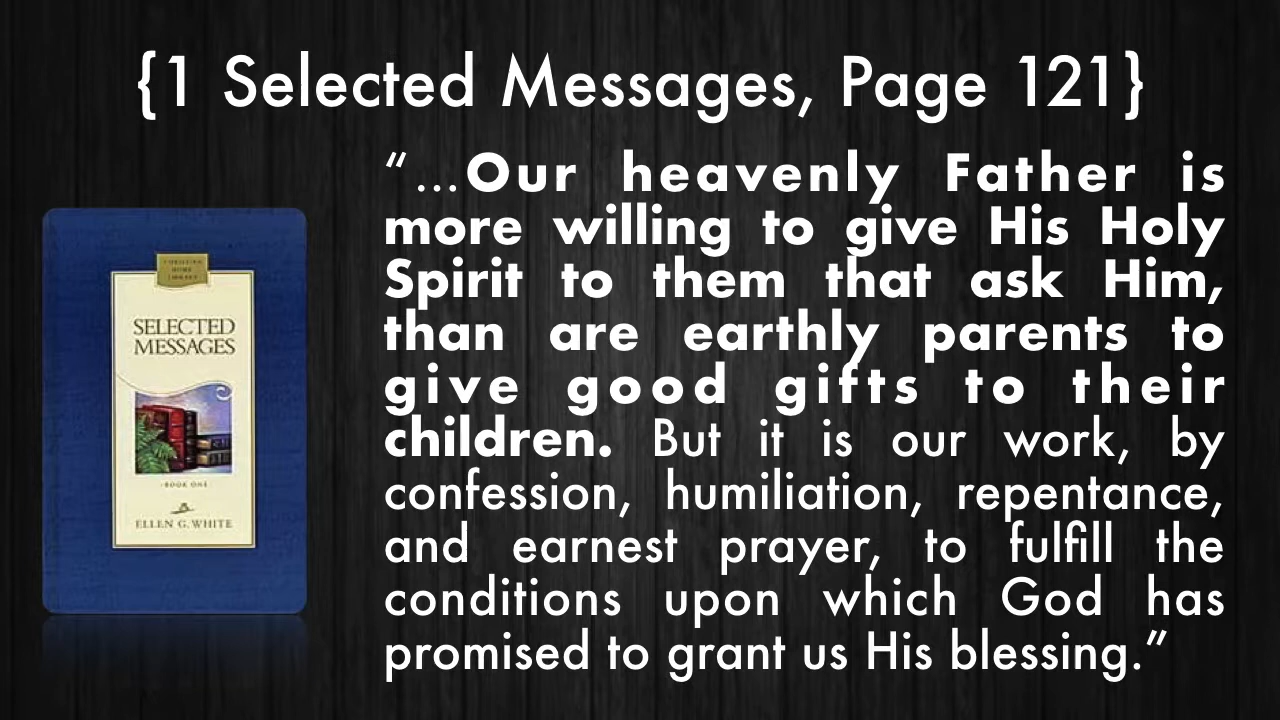 {1 Selected Messages, Page 121}
“…Our heavenly Father is
more willing to give His Holy
Spirit to them that ask Him,
than are earthly parents to
give good gifts to their
children. But it is our work, by
confession, humiliation, repentance,
and earnest prayer, to fulfill the
conditions upon which God has
promised to grant us His blessing.”
CHRISTIAN
HOME
LIBRARY
SELECTED
MESSAGES
·BOOK ONE·
ELLEN G. WHITE